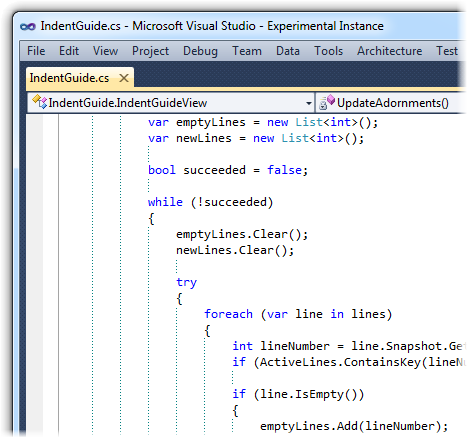 IndentGuide.cs - Microsoft Visual Studio - Experimental Instance
File Edit View Project Debug Team Data Tools Architecture Test
IndentGuide.cs
IndentGuide.IndentGuideView UpdateAdornments()
var emptyLines = new List<int>();
var newLines = new List<int>();
bool succeeded = false;
while (!succeeded)
{
emptyLines.Clear();
newLines.Clear();
try
{
foreach (var line in lines)
{
int lineNumber = line.Snapshot.Ge
if (ActiveLines.ContainsKey(lineN
if (line.IsEmpty())
{
emptyLines.Add(lineNumber);